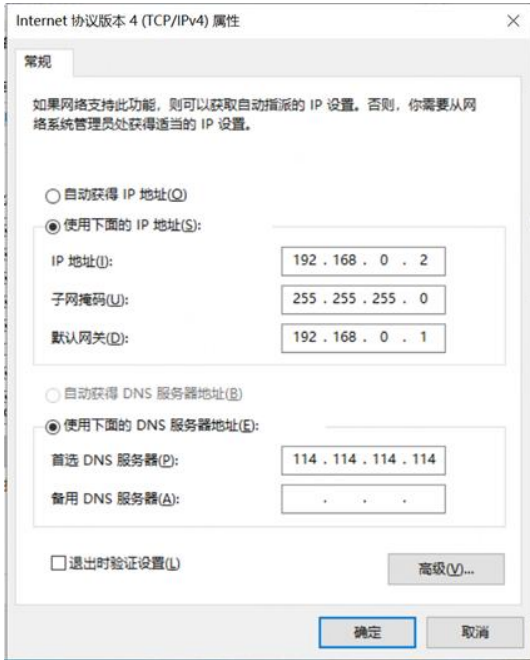 Internet 协议版本 4 (TCP/IPv4) 属性
常规
如果网络支持此功能，则可以获取自动指派的 IP 设置。否则，你需要从网
络系统管理员处获得适当的 IP 设置。
自动获得 IP 地址(O)
使用下面的 IP 地址(S):
IP 地址(I):
192 . 168 . 0 . 2
子网掩码(U):
255 . 255 . 255 . 0
默认网关(D):
192 . 168 . 0 . 1
自动获得 DNS 服务器地址(B)
使用下面的 DNS 服务器地址(E):
首选 DNS 服务器(P):
114 . 114 . 114 . 114
备用 DNS 服务器(A):
. . .
退出时验证设置(L)
高级(V)...
确定
取消